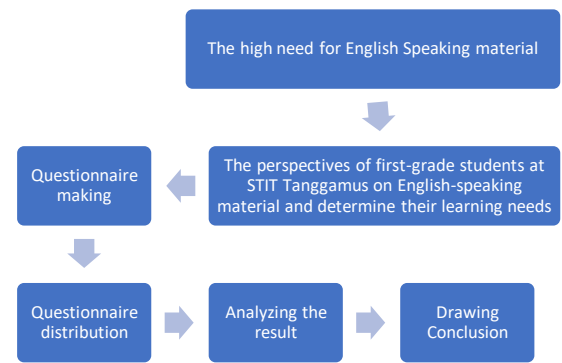 The high need for English Speaking material
The perspectives of first-grade students at
STIT Tanggamus on English-speaking
material and determine their learning needs
Questionnaire
making
Questionnaire
distribution
Analyzing the
result
Drawing
Conclusion